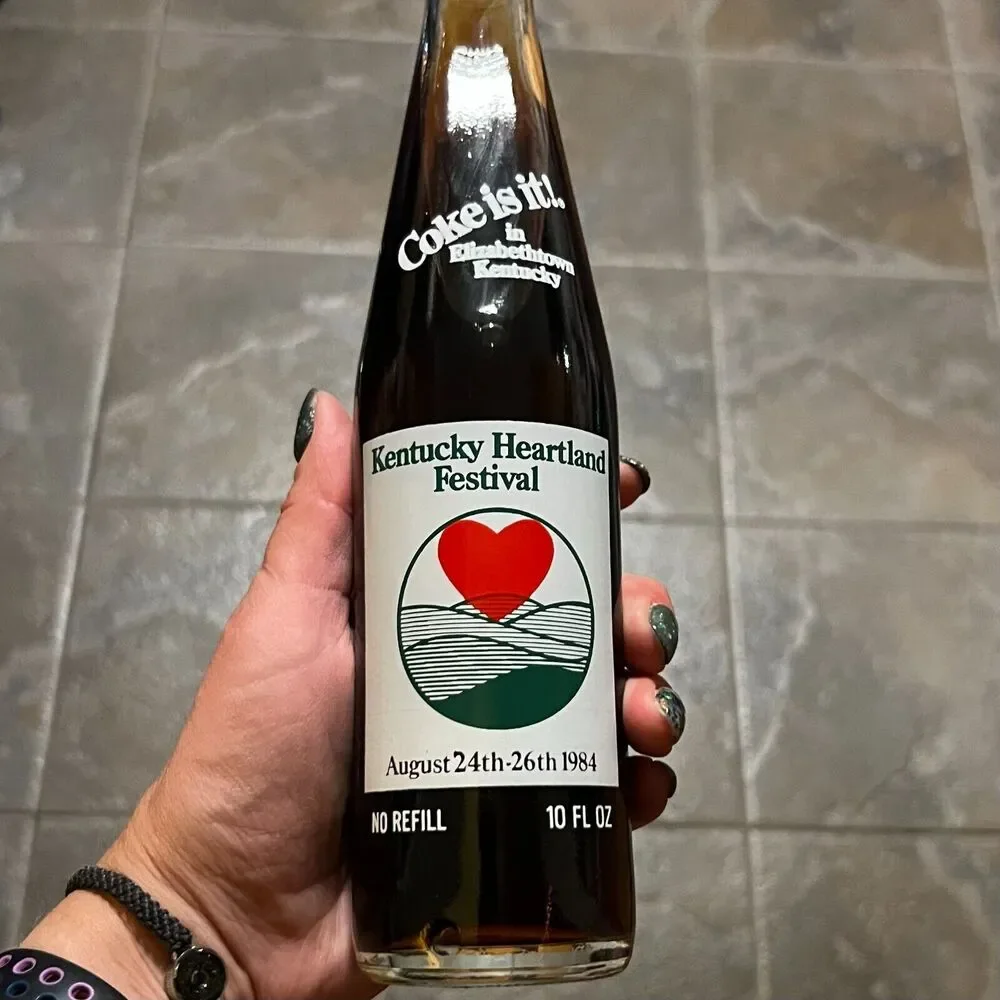 Coke is it!.
in
Elizabethtown
Kentucky
Kentucky Heartland
Festival
August 24th-26th 1984
NO REFILL 10 FL OZ